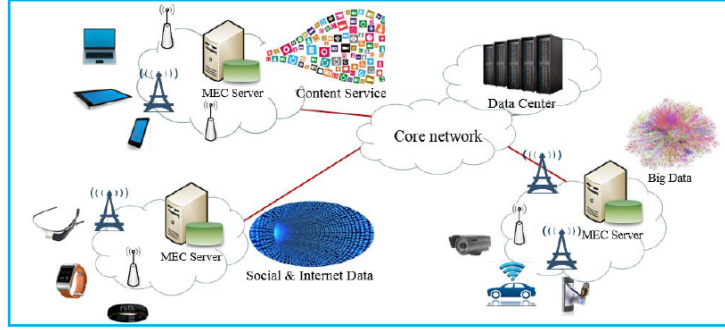 MEC Server
Content Service
Data Center
Core network
Big Data
MEC Server
Social & Internet Data
MEC Server